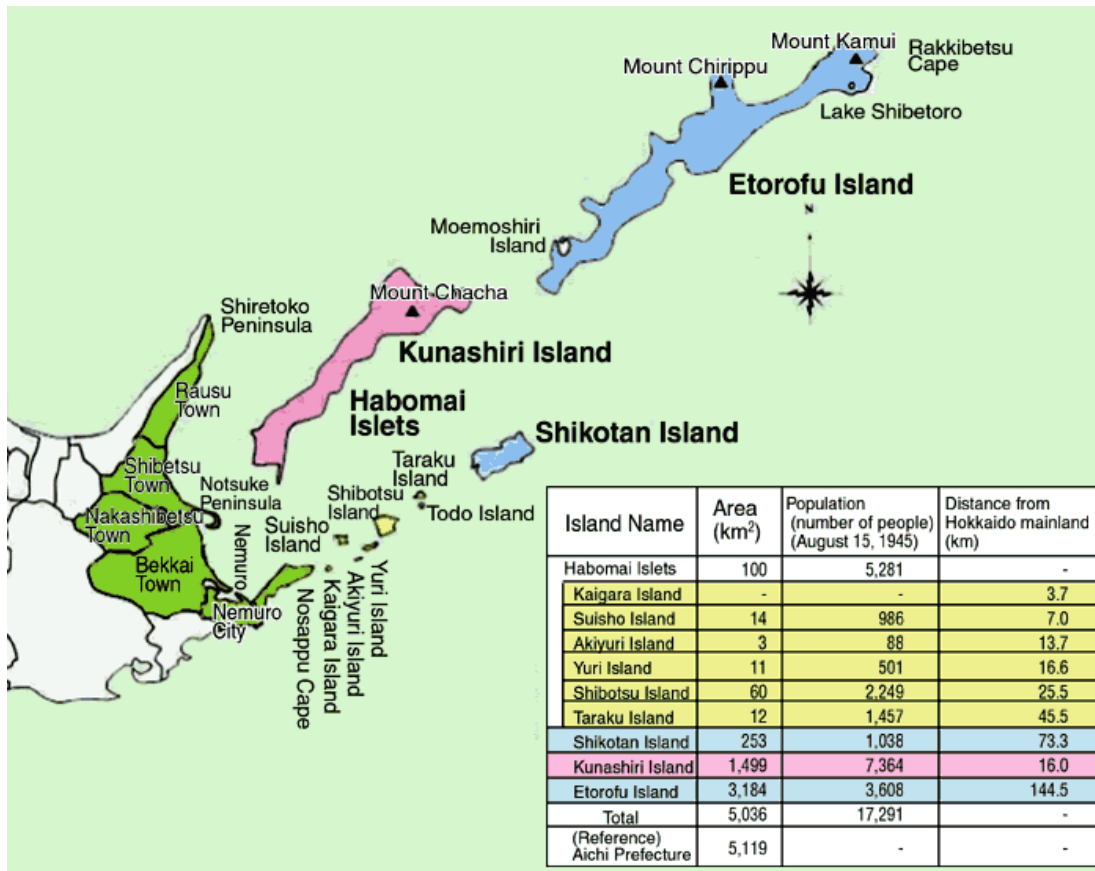 Mount Kamui
Rakkibetsu
Cape
Mount Chirippu
Lake Shibetoro
Etorofu Island
N
Moemoshiri
Island
Mount Chacha
Shiretoko
Peninsula
Kunashiri Island
Rausu
Town
Habomai
Islets
Shikotan Island
Taraku
Island
Shibetsu
Town
Notsuke
Peninsula
Shibotsu
Island
Todo Island
Nakashibetsu
Town
Suisho
Island
Nemuro
Bekkai
Town
Nemuro
City
Nosappu Cape
Kaigara Island
Akiyuri Island
Yuri Island
Island Name Area (km²) Population (number of people) (August 15, 1945) Distance from Hokkaido mainland (km)
Habomai Islets 100 5,281 -
Kaigara Island - - 3.7
Suisho Island 14 986 7.0
Akiyuri Island 3 88 13.7
Yuri Island 11 501 16.6
Shibotsu Island 60 2,249 25.5
Taraku Island 12 1,457 45.5
Shikotan Island 253 1,038 73.3
Kunashiri Island 1,499 7,364 16.0
Etorofu Island 3,184 3,608 144.5
Total 5,036 17,291 -
(Reference) Aichi Prefecture 5,119 - -